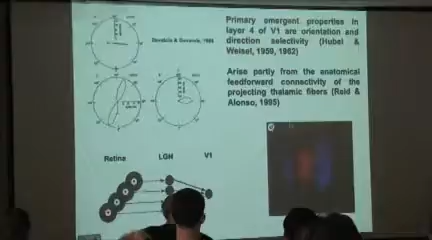 Primary emergent properties in
layer 4 of V1 are orientation and
direction selectivity (Hubel &
Weisel, 1959, 1962)
Arise partly from the anatomical
feedforward connectivity of the
projecting thalamic fibers (Reid &
Alonso, 1995)
Retina LGN V1